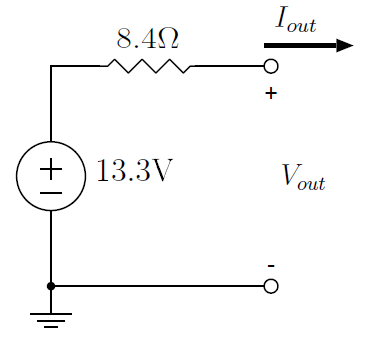 I_out
8.4Ω
+
+
13.3V
−
V_out
-